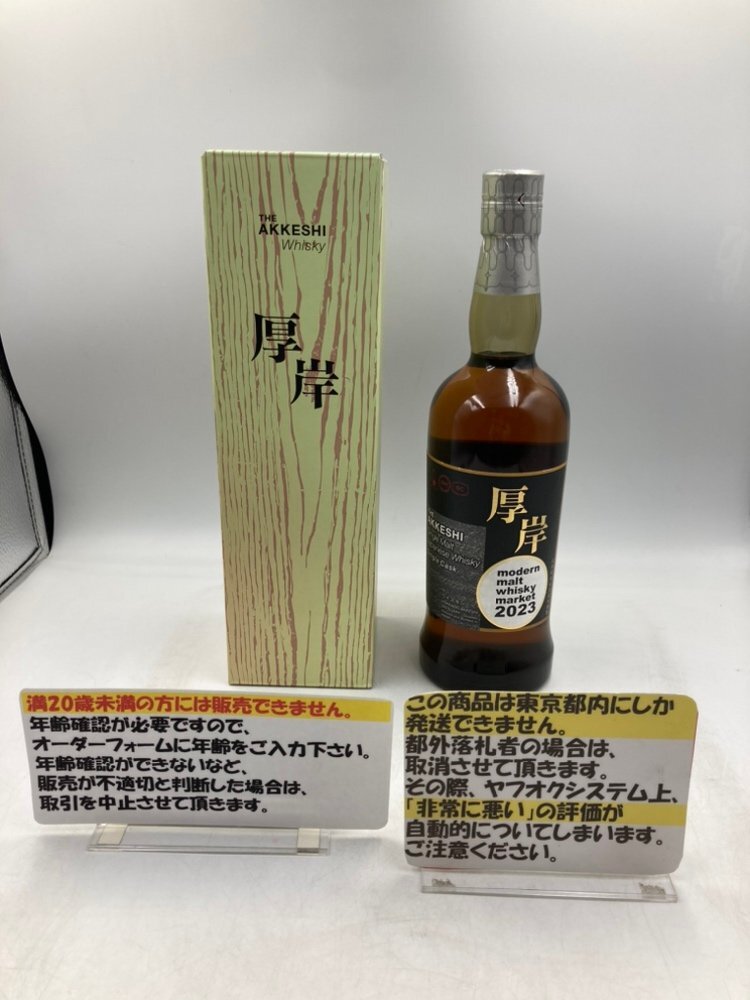 THE
AKKESHI
Whisky
厚
岸
厚
岸
THE
AKKESHI
Single Malt
Japanese Whisky
Single Cask
modern
malt
whisky
market
2023
満20歳未満の方には販売できません。
年齢確認が必要ですので、
オーダーフォームに年齢をご入力下さい。
年齢確認ができないなど、
販売が不適切と判断した場合は、
取引を中止させて頂きます。
この商品は東京都内にしか
発送できません。
都外落札者の場合は、
取消させて頂きます。
その際、ヤフオクシステム上、
「非常に悪い」の評価が
自動的についてしまいます。
ご注意ください。